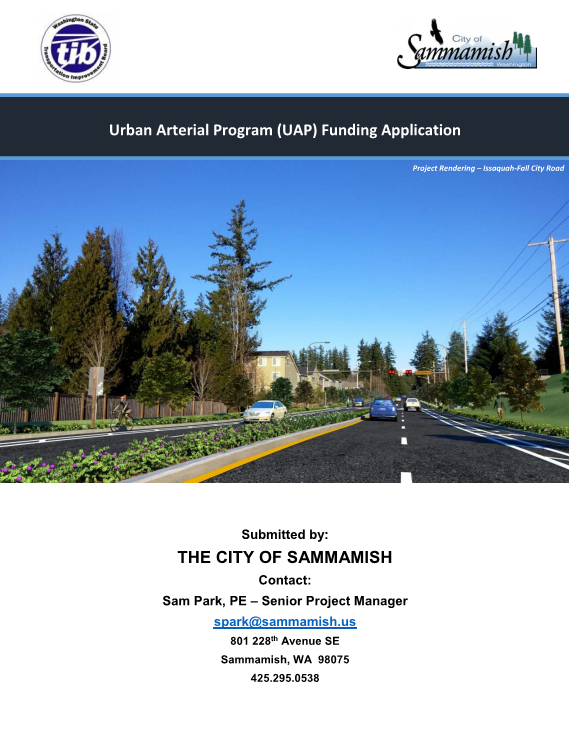 Washington State
tib
Transportation Improvement Board
City of
Sammamish
Washington
Urban Arterial Program (UAP) Funding Application
Project Rendering – Issaquah-Fall City Road
Submitted by:
THE CITY OF SAMMAMISH
Contact:
Sam Park, PE – Senior Project Manager
spark@sammamish.us
801 228th Avenue SE
Sammamish, WA 98075
425.295.0538